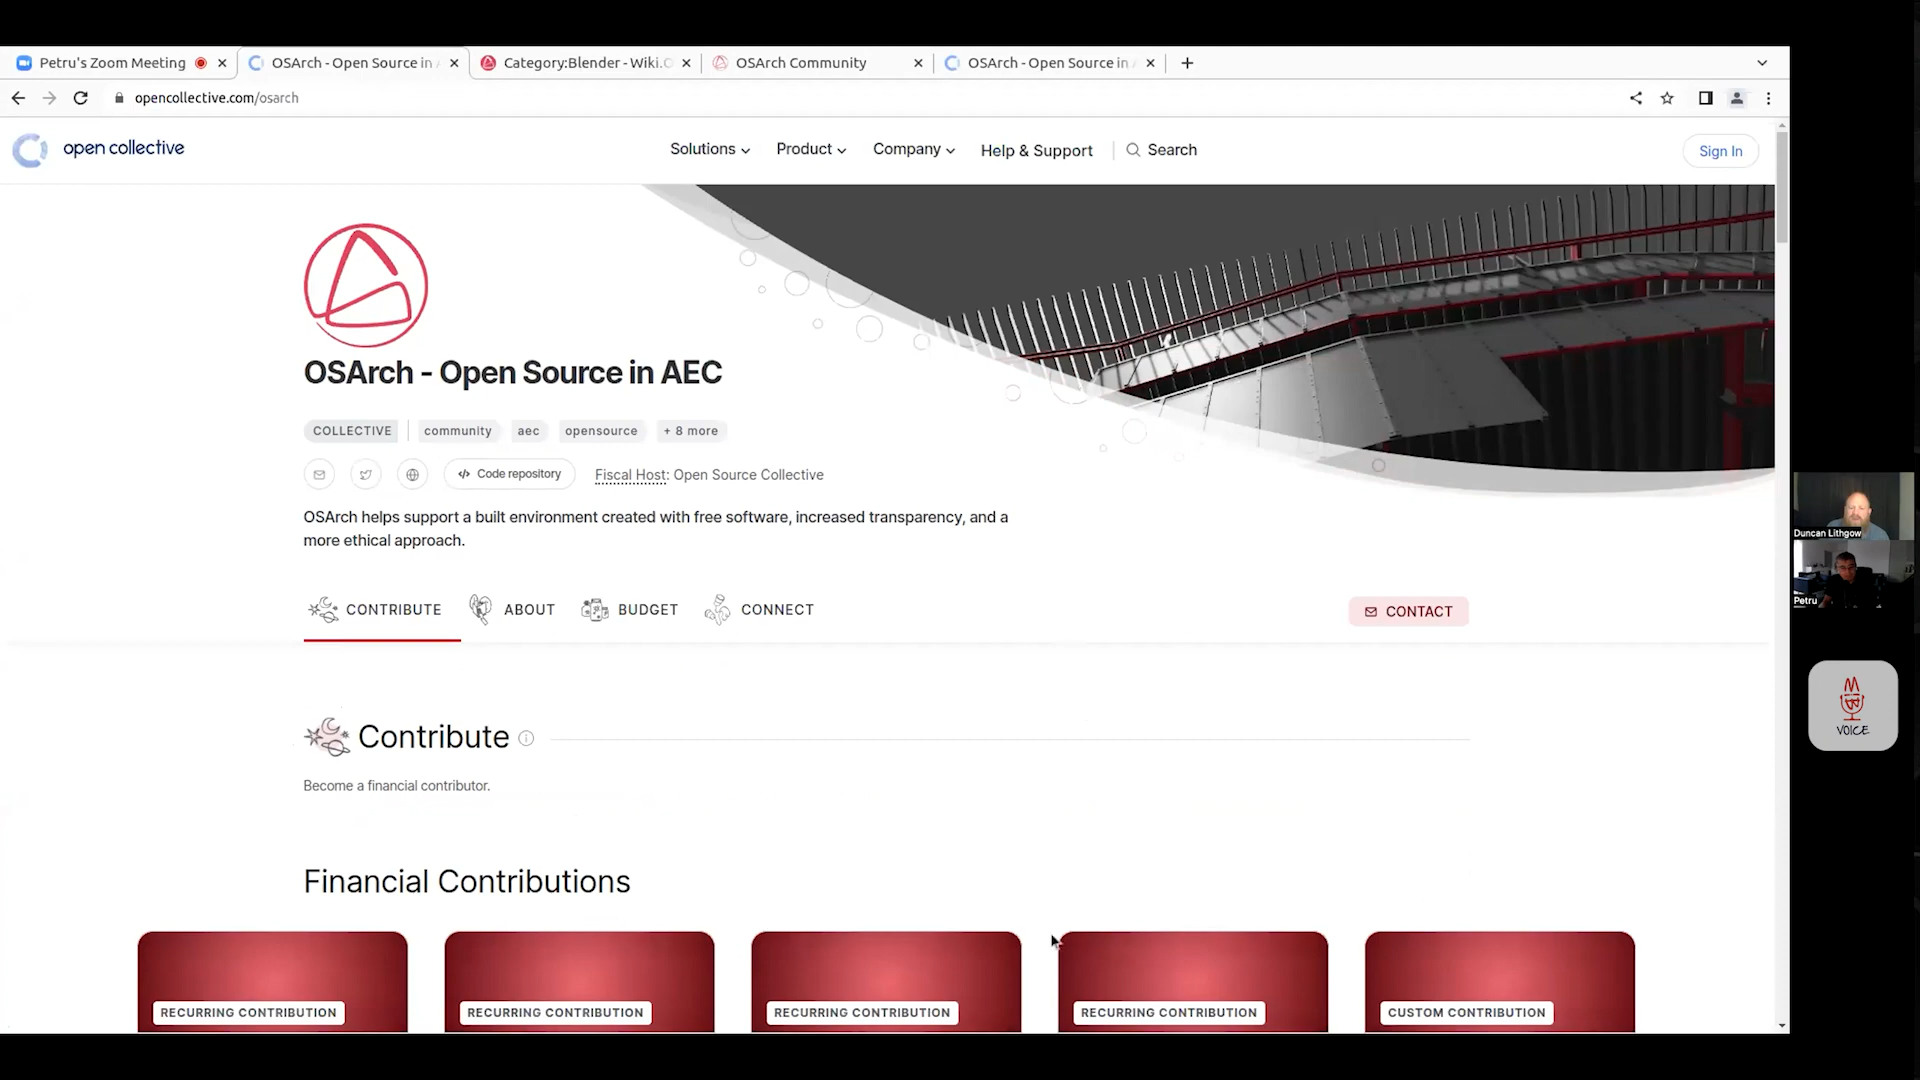 Petru's Zoom Meeting
OSArch - Open Source in
Category:Blender - Wiki.O
OSArch Community
OSArch - Open Source in
opencollective.com/osarch
open collective
Solutions
Product
Company
Help & Support
Search
Sign In
OSArch - Open Source in AEC
COLLECTIVE
community
aec
opensource
+ 8 more
</> Code repository
Fiscal Host: Open Source Collective
OSArch helps support a built environment created with free software, increased transparency, and a
more ethical approach.
Duncan Lithgow
Petru
CONTRIBUTE
ABOUT
BUDGET
CONNECT
CONTACT
VOICE
Contribute
Become a financial contributor.
Financial Contributions
RECURRING CONTRIBUTION
RECURRING CONTRIBUTION
RECURRING CONTRIBUTION
RECURRING CONTRIBUTION
CUSTOM CONTRIBUTION